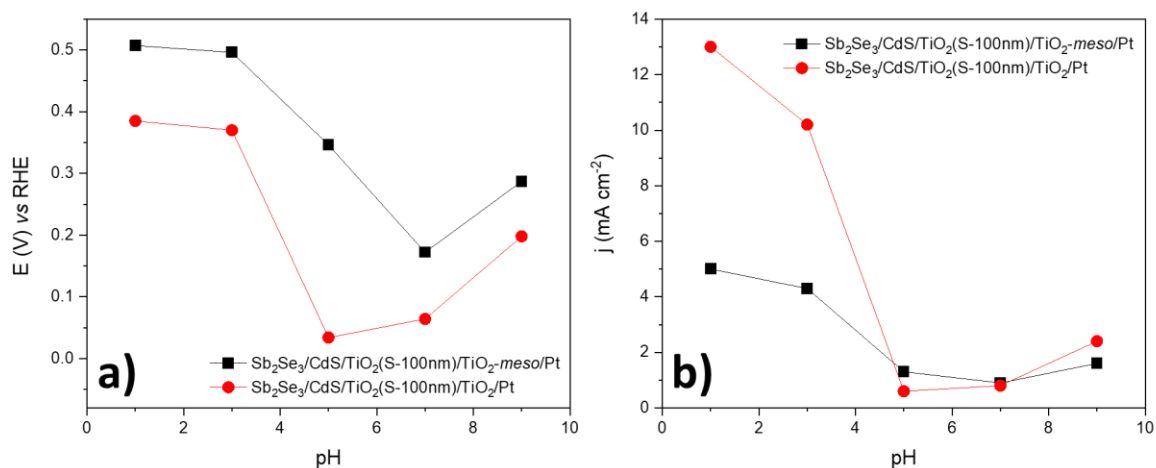 0.5
0.4
0.3
0.2
0.1
0.0
E (V) vs RHE
a)
Sb₂Se₃/CdS/TiO₂(S-100nm)/TiO₂-meso/Pt
Sb₂Se₃/CdS/TiO₂(S-100nm)/TiO₂/Pt
0 2 4 6 8 10
pH
14
12
10
8
6
4
2
0
j (mA cm⁻²)
Sb₂Se₃/CdS/TiO₂(S-100nm)/TiO₂-meso/Pt
Sb₂Se₃/CdS/TiO₂(S-100nm)/TiO₂/Pt
b)
0 2 4 6 8 10
pH